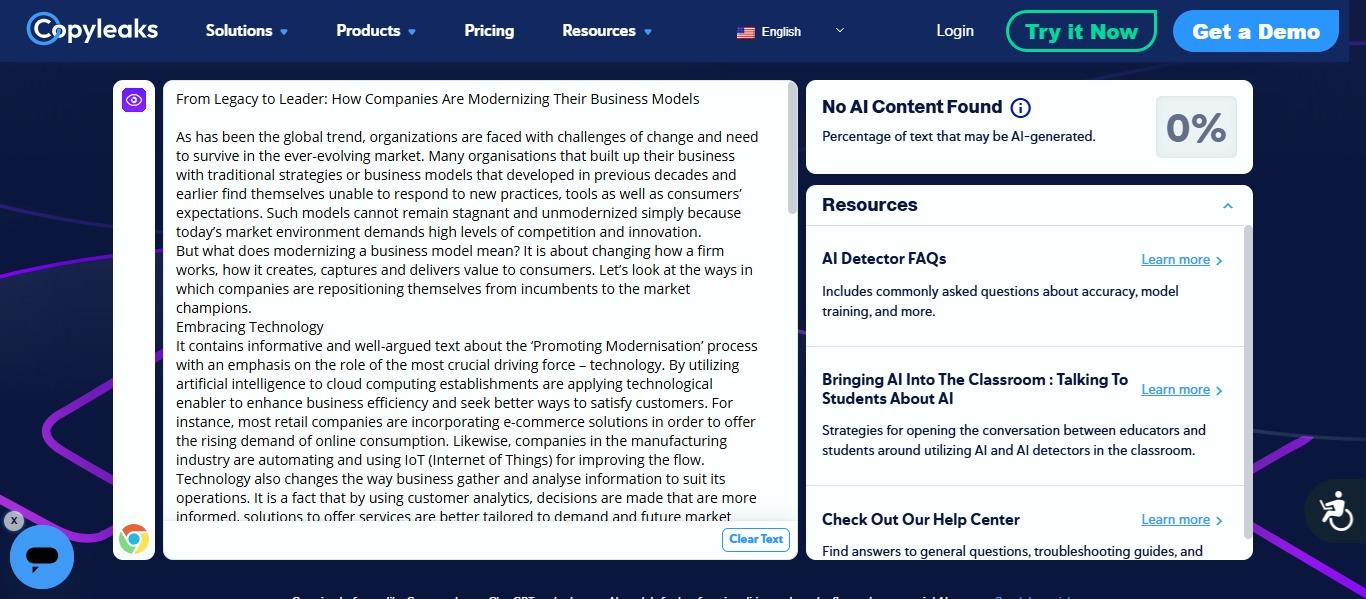 Copyleaks
Solutions
Products
Pricing
Resources
English
Login
Try it Now
Get a Demo
From Legacy to Leader: How Companies Are Modernizing Their Business Models
As has been the global trend, organizations are faced with challenges of change and need
to survive in the ever-evolving market. Many organisations that built up their business
with traditional strategies or business models that developed in previous decades and
earlier find themselves unable to respond to new practices, tools as well as consumers’
expectations. Such models cannot remain stagnant and unmodernized simply because
today’s market environment demands high levels of competition and innovation.
But what does modernizing a business model mean? It is about changing how a firm
works, how it creates, captures and delivers value to consumers. Let’s look at the ways in
which companies are repositioning themselves from incumbents to the market
champions.
Embracing Technology
It contains informative and well-argued text about the ‘Promoting Modernisation’ process
with an emphasis on the role of the most crucial driving force – technology. By utilizing
artificial intelligence to cloud computing establishments are applying technological
enabler to enhance business efficiency and seek better ways to satisfy customers. For
instance, most retail companies are incorporating e-commerce solutions in order to offer
the rising demand of online consumption. Likewise, companies in the manufacturing
industry are automating and using IoT (Internet of Things) for improving the flow.
Technology also changes the way business gather and analyse information to suit its
operations. It is a fact that by using customer analytics, decisions are made that are more
informed, solutions to offer services are better tailored to demand and future market
Clear Text
No AI Content Found
Percentage of text that may be AI-generated.
0%
Resources
AI Detector FAQs
Learn more
Includes commonly asked questions about accuracy, model
training, and more.
Bringing AI Into The Classroom : Talking To
Students About AI
Learn more
Strategies for opening the conversation between educators and
students around utilizing AI and AI detectors in the classroom.
Check Out Our Help Center
Learn more
Find answers to general questions, troubleshooting guides, and
x